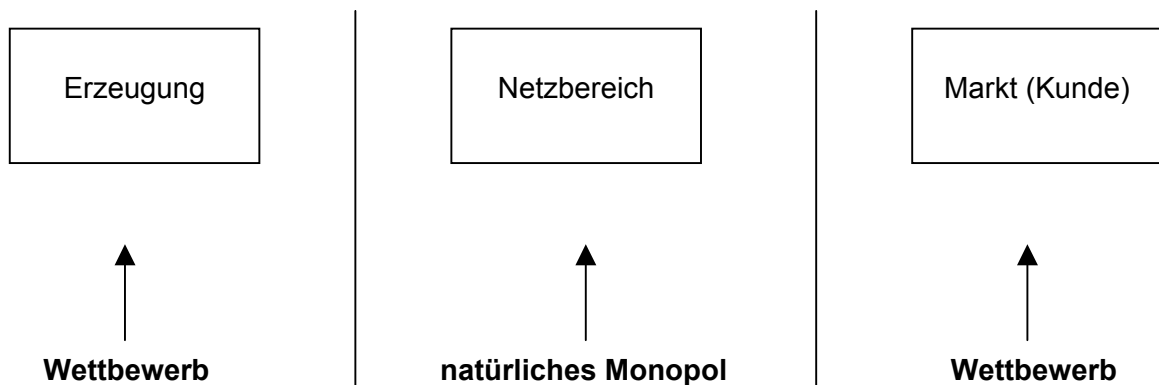 Erzeugung
Netzbereich
Markt (Kunde)
Wettbewerb
natürliches Monopol
Wettbewerb